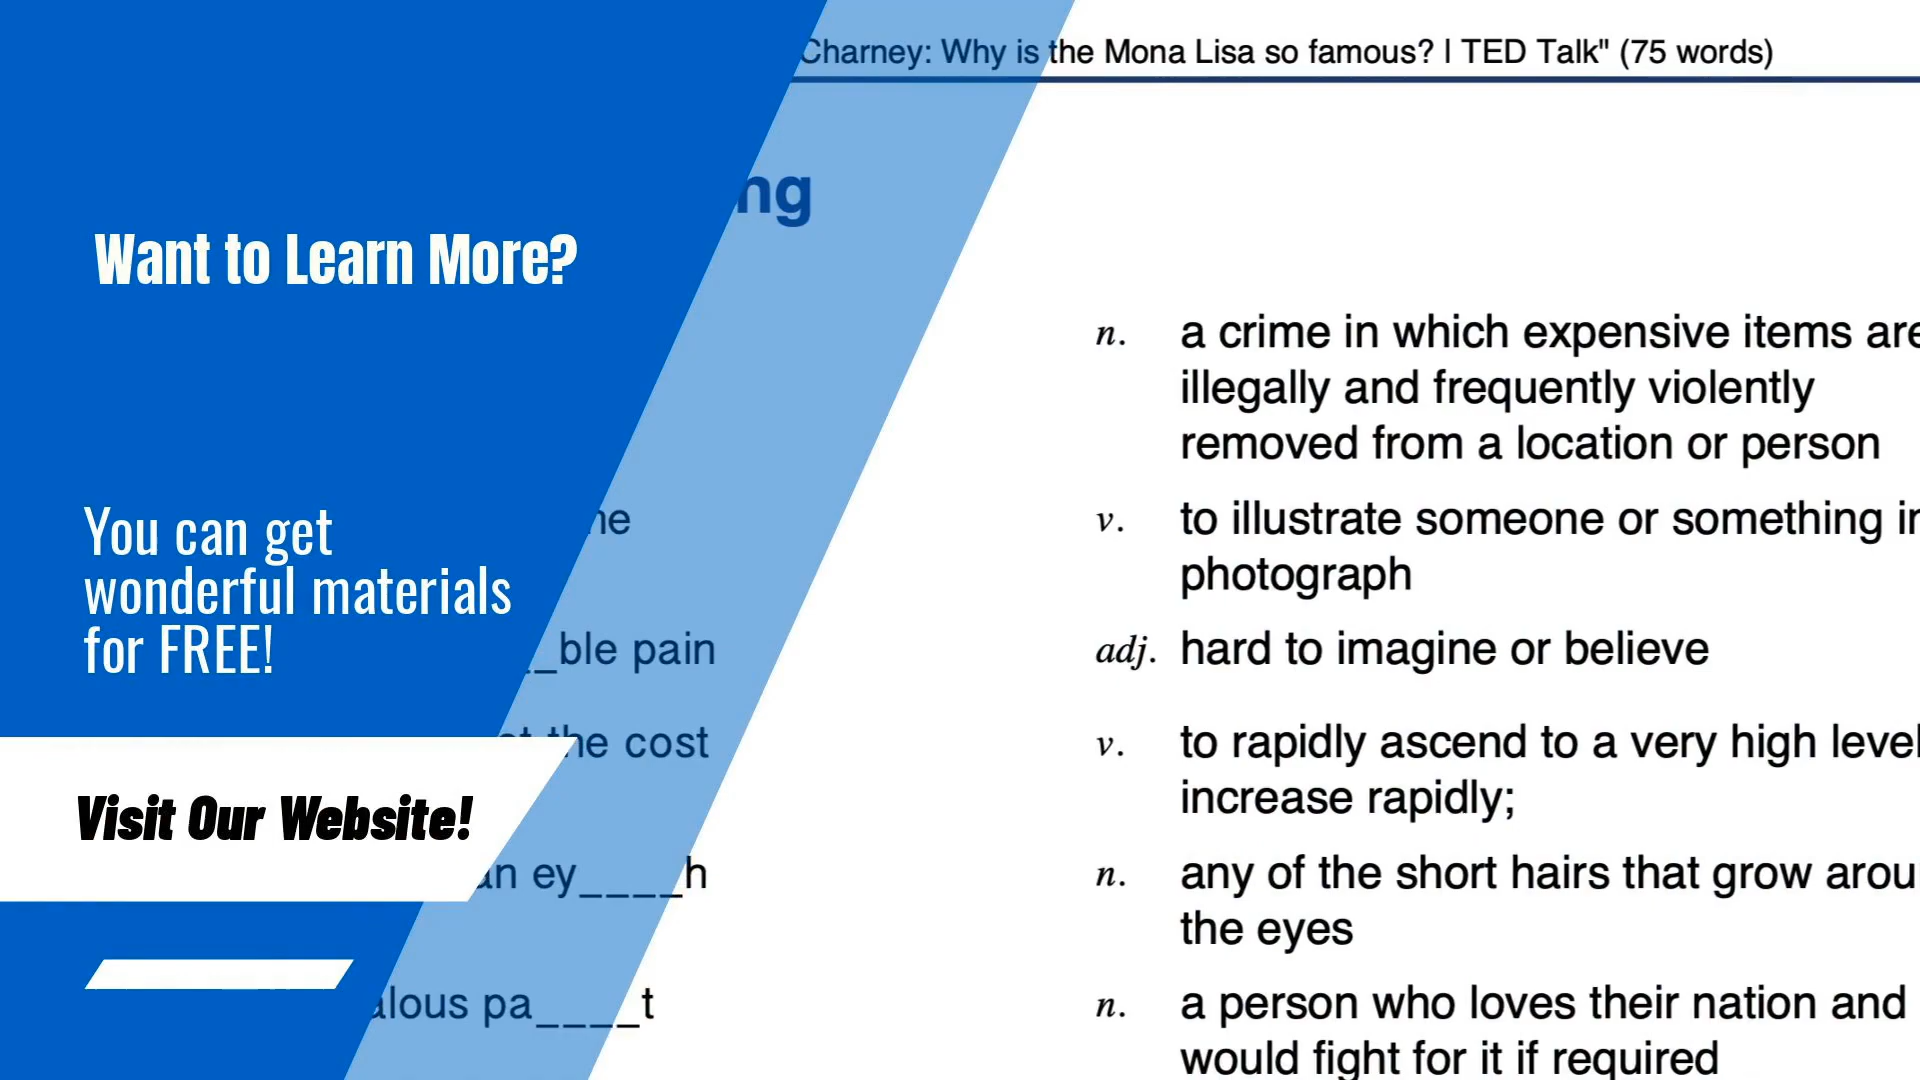 Charney: Why is the Mona Lisa so famous? | TED Talk" (75 words)
ng
Want to Learn More?
You can get
wonderful materials
for FREE!
Visit Our Website!
n. a crime in which expensive items are
illegally and frequently violently
removed from a location or person
v. to illustrate someone or something in
photograph
_ble pain adj. hard to imagine or believe
the cost v. to rapidly ascend to a very high level
increase rapidly;
an ey____h n. any of the short hairs that grow arou
the eyes
alous pa____t n. a person who loves their nation and
would fight for it if required